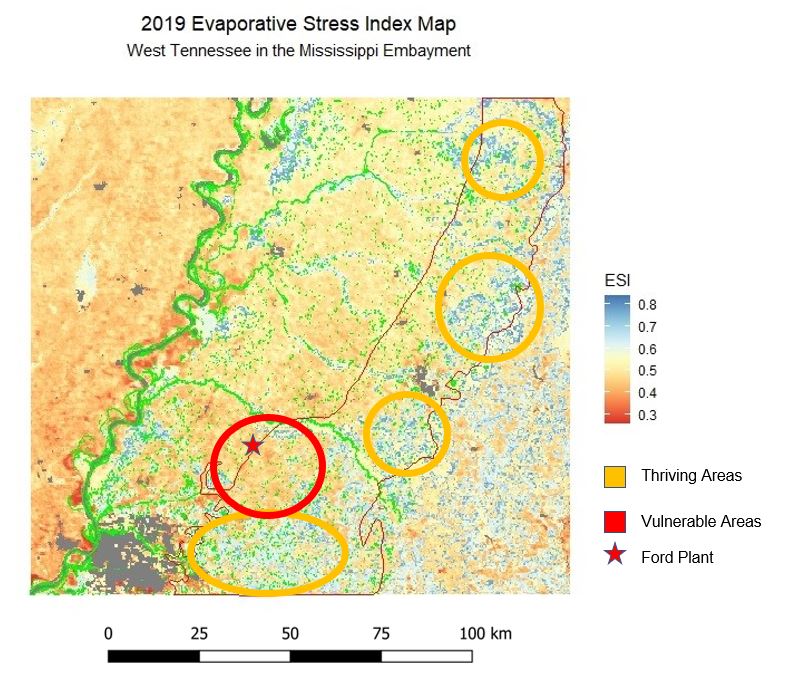 2019 Evaporative Stress Index Map
West Tennessee in the Mississippi Embayment
ESI
0.8
0.7
0.6
0.5
0.4
0.3
Thriving Areas
Vulnerable Areas
Ford Plant
0 25 50 75 100 km